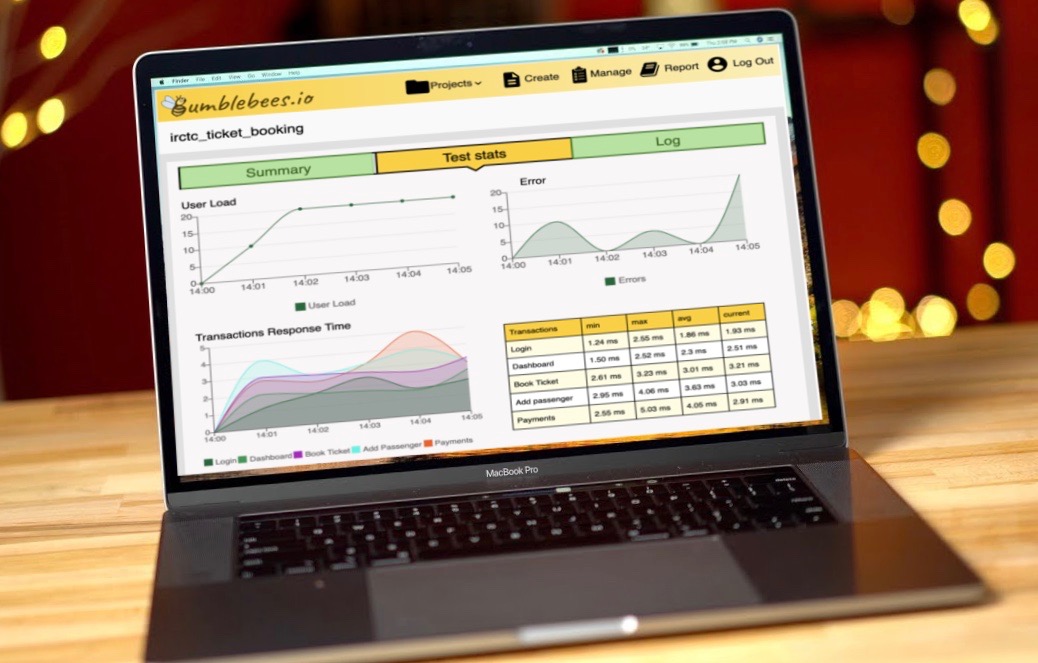 Finder File Edit View Go Window Help
Bumblebees.io
Projects Create Manage Report Log Out
irctc_ticket_booking
Summary Test stats Log
User Load
20
15
10
5
0
14:00 14:01 14:02 14:03 14:04 14:05
User Load
Error
20
15
10
5
0
14:00 14:01 14:02 14:03 14:04 14:05
Errors
Transactions Response Time
5
4
3
2
1
0
14:00 14:01 14:02 14:03 14:04 14:05
Login Dashboard Book Ticket Add Passenger Payments
Transactions min max avg current
Login 1.24 ms 2.55 ms 1.86 ms 1.93 ms
Dashboard 1.50 ms 2.52 ms 2.3 ms 2.51 ms
Book Ticket 2.61 ms 3.23 ms 3.01 ms 3.21 ms
Add passenger 2.95 ms 4.06 ms 3.63 ms 3.03 ms
Payments 2.55 ms 5.03 ms 4.05 ms 2.91 ms
MacBook Pro